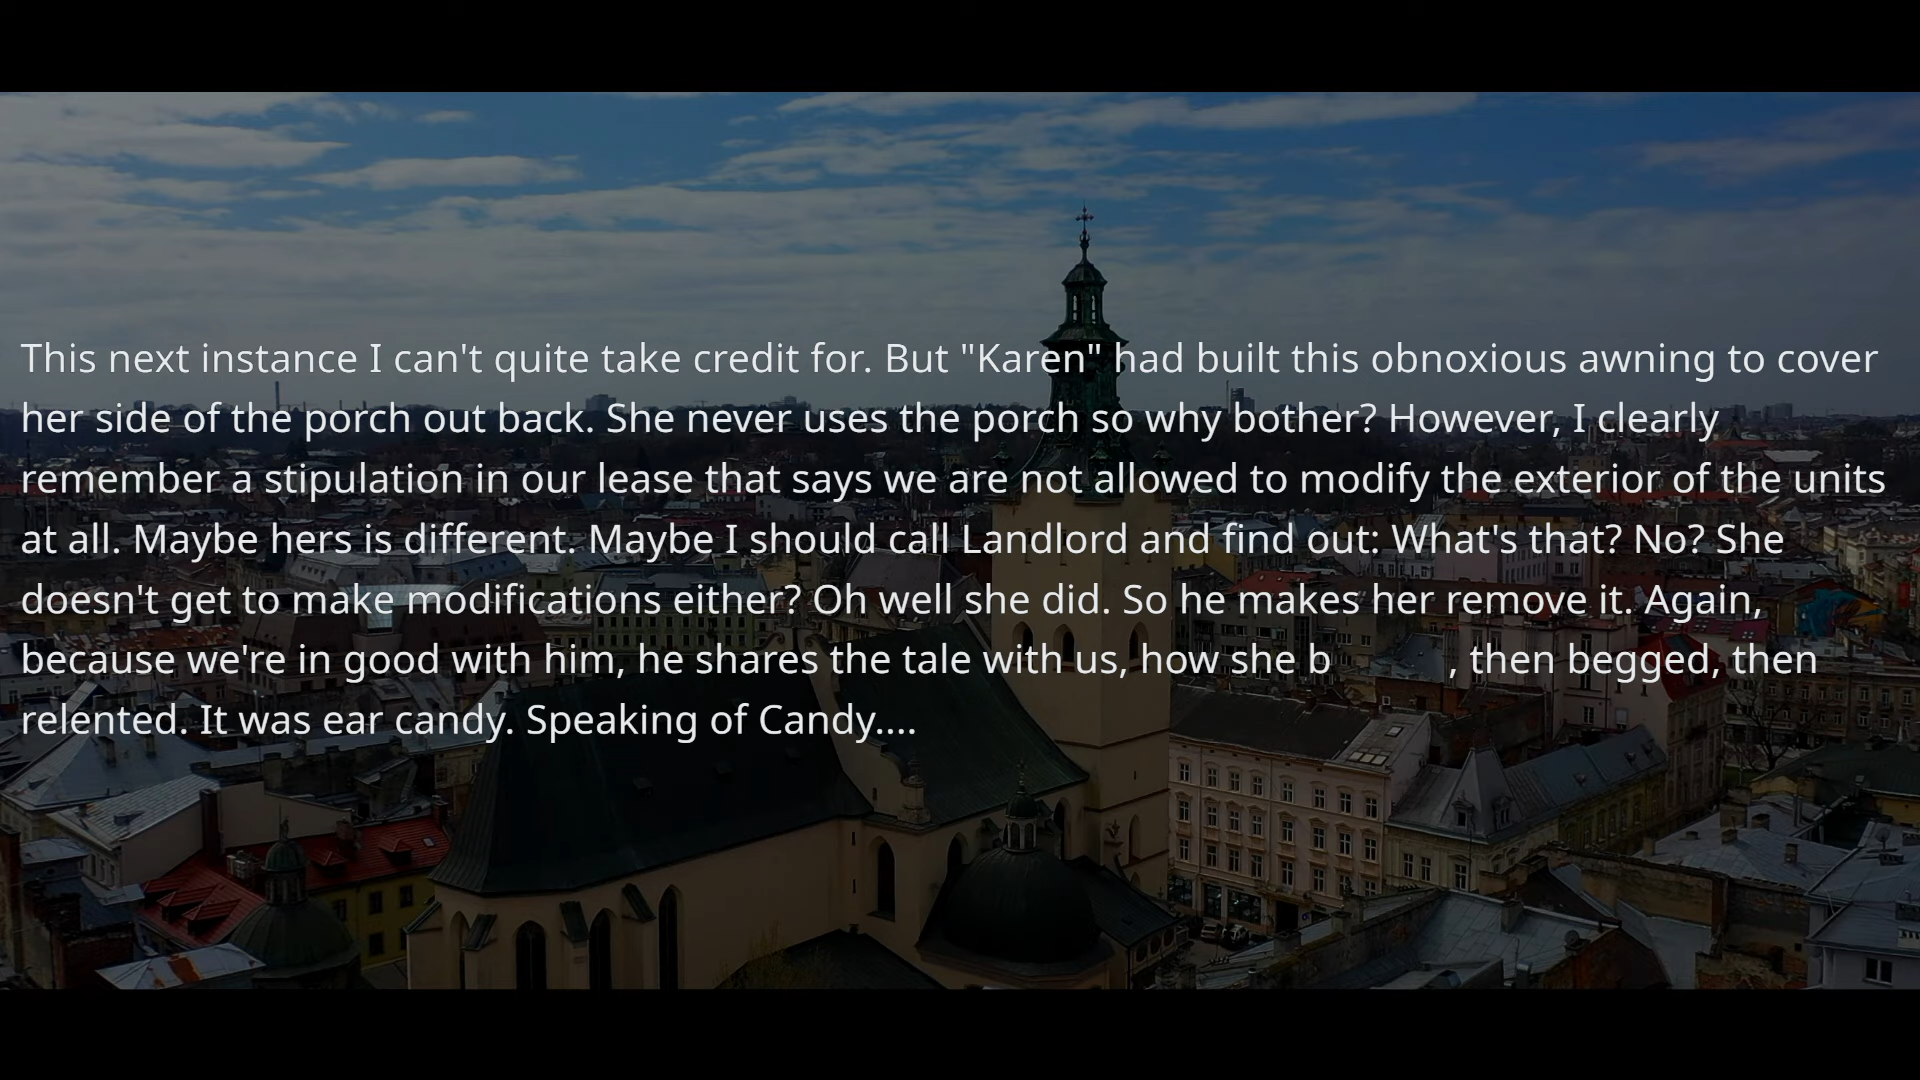 This next instance I can't quite take credit for. But "Karen" had built this obnoxious awning to cover
her side of the porch out back. She never uses the porch so why bother? However, I clearly
remember a stipulation in our lease that says we are not allowed to modify the exterior of the units
at all. Maybe hers is different. Maybe I should call Landlord and find out: What's that? No? She
doesn't get to make modifications either? Oh well she did. So he makes her remove it. Again,
because we're in good with him, he shares the tale with us, how she b , then begged, then
relented. It was ear candy. Speaking of Candy....